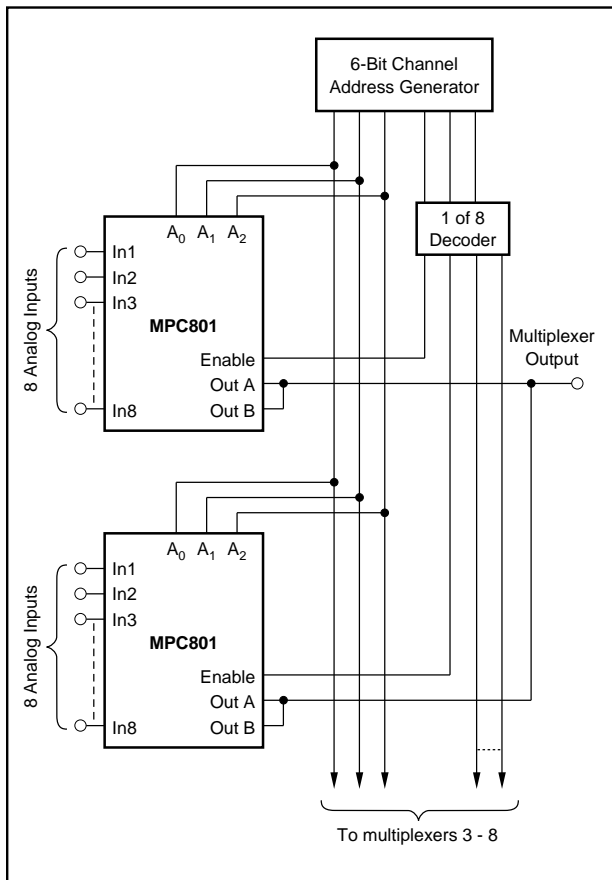 6-Bit Channel
Address Generator
1 of 8
Decoder
A0 A1 A2
8 Analog Inputs
In1
In2
In3
In8
MPC801
Enable
Out A
Out B
Multiplexer
Output
A0 A1 A2
8 Analog Inputs
In1
In2
In3
In8
MPC801
Enable
Out A
Out B
To multiplexers 3 - 8